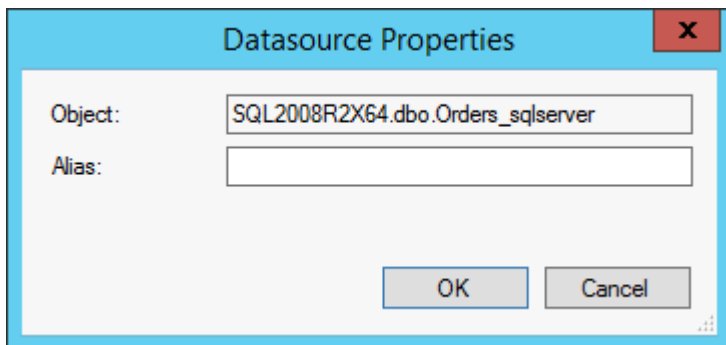 Datasource Properties
x
Object: SQL2008R2X64.dbo.Orders_sqlserver
Alias:
OK Cancel